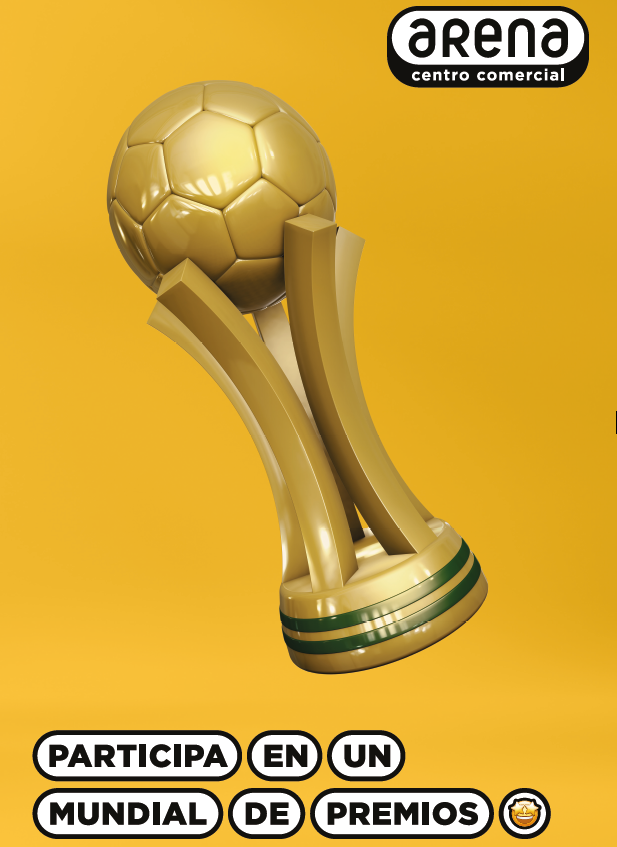 arena
centro comercial
PARTICIPA EN UN
MUNDIAL DE PREMIOS